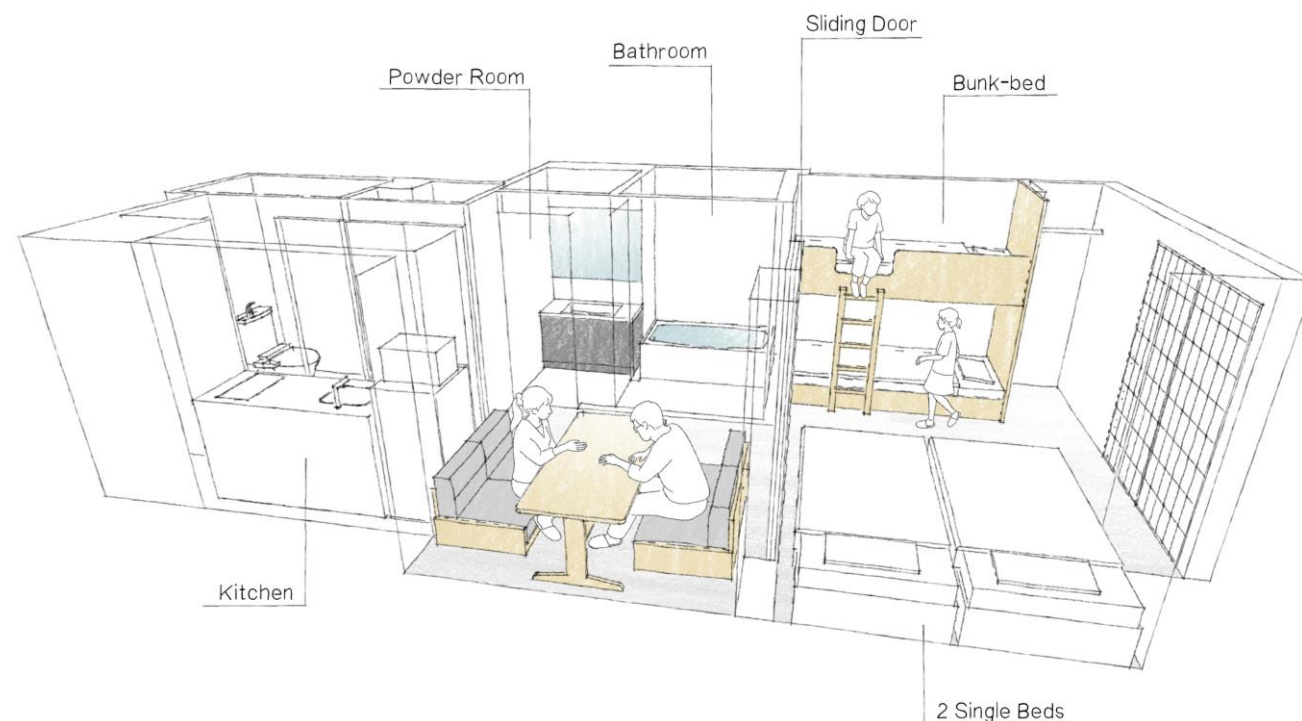 Sliding Door
Bathroom
Powder Room
Bunk-bed
Kitchen
2 Single Beds